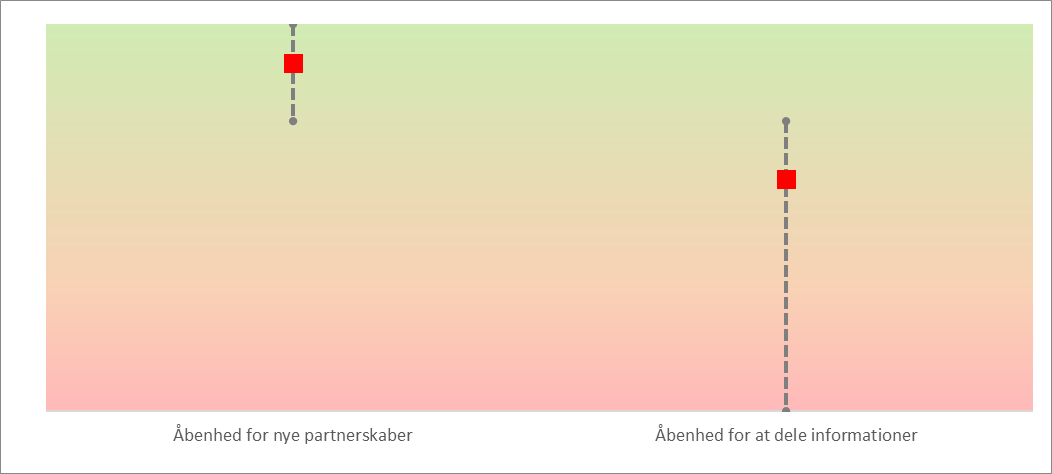 Åbenhed for nye partnerskaber
Åbenhed for at dele informationer